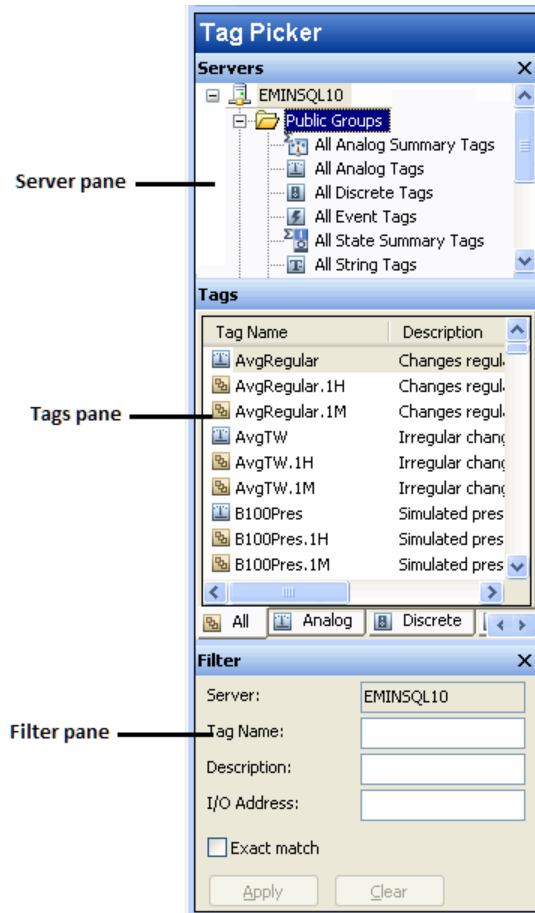 Tag Picker
Servers
EMINSQL10
Public Groups
All Analog Summary Tags
All Analog Tags
Server pane
All Discrete Tags
All Event Tags
All State Summary Tags
All String Tags
Tags
Tag Name Description
AvgRegular Changes regul
AvgRegular.1H Changes regul
Tags pane
AvgRegular.1M Changes regul
AvgTW Irregular chang
AvgTW.1H Irregular chang
AvgTW.1M Irregular chang
B100Pres Simulated pres
B100Pres.1H Simulated pres
B100Pres.1M Simulated pres
All Analog Discrete
Filter
Server: EMINSQL10
Filter pane
Tag Name:
Description:
I/O Address:
Exact match
Apply Clear